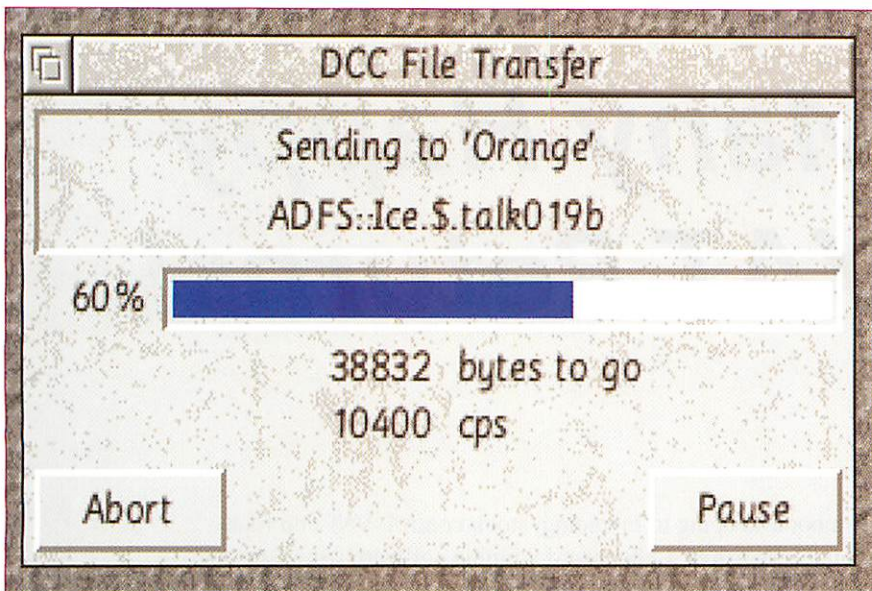 DCC File Transfer
Sending to 'Orange'
ADFS::Ice.$.talk019b
60%
38832 bytes to go
10400 cps
Abort
Pause